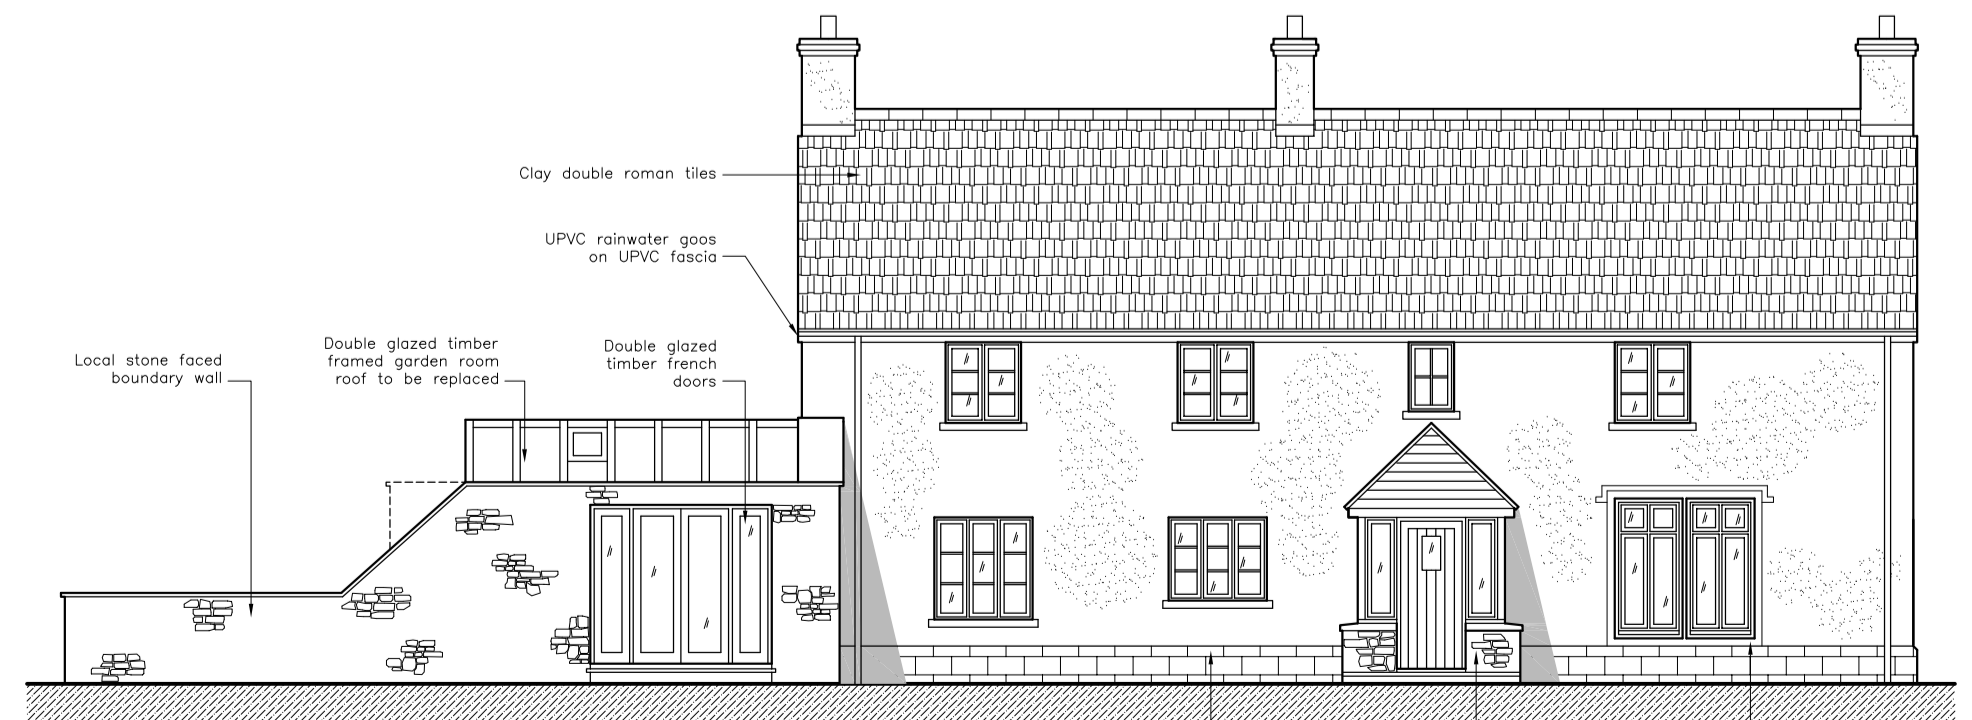 Clay double roman tiles
UPVC rainwater goos
on UPVC fascia
Double glazed timber
framed garden room
roof to be replaced
Double glazed
timber french
doors
Local stone faced
boundary wall